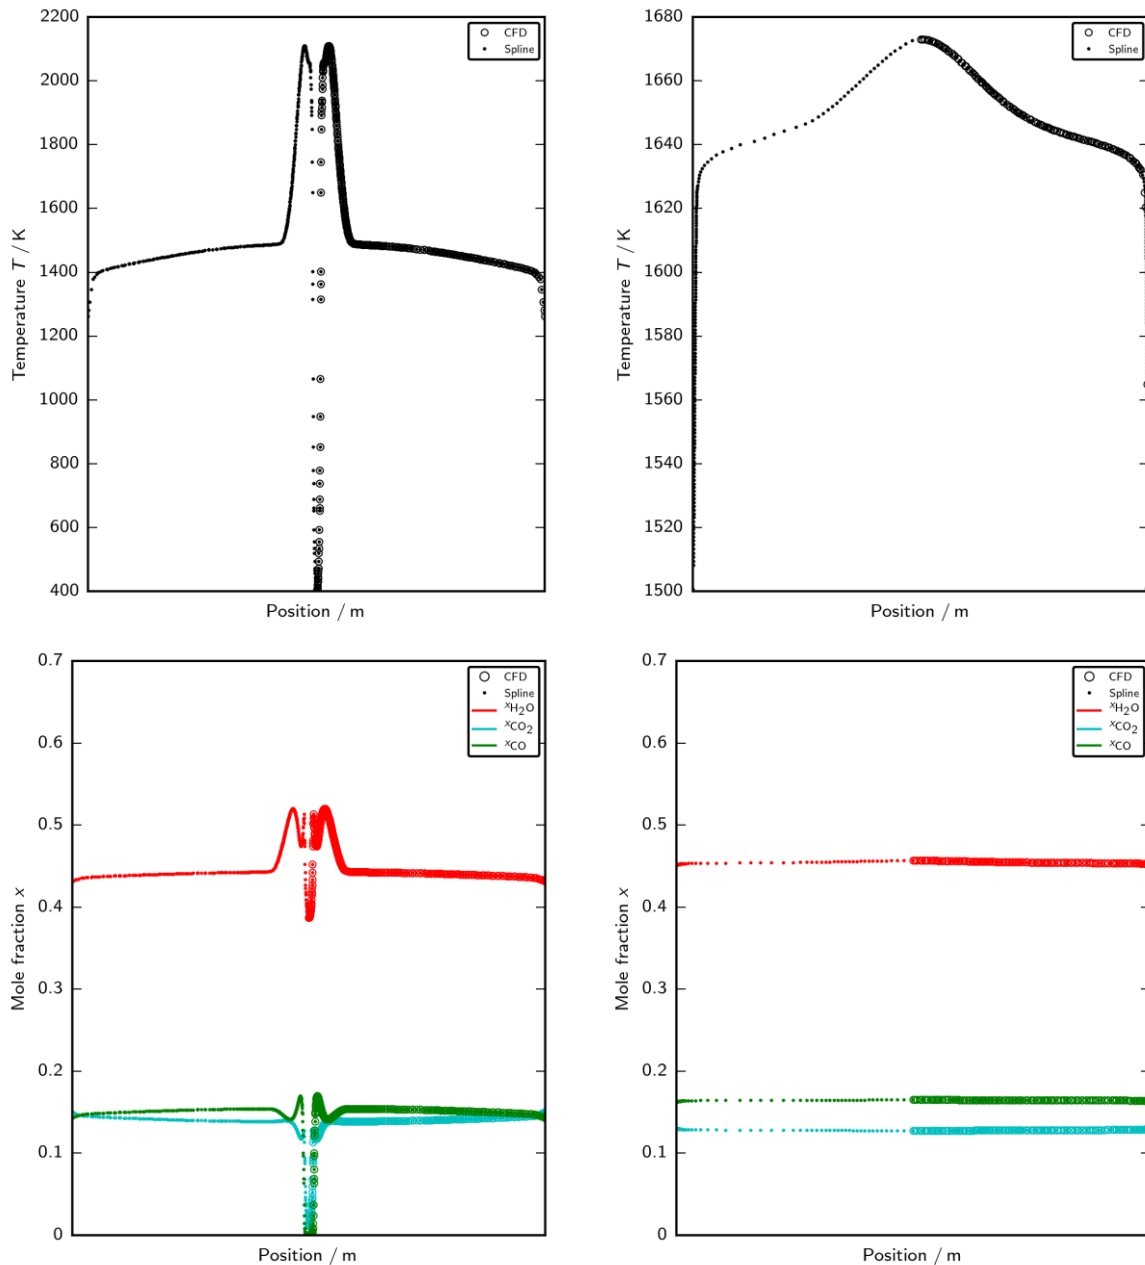 2200
2000
1800
1600
1400
1200
1000
800
600
400
Temperature T / K
Position / m
CFD
Spline
1680
1660
1640
1620
1600
1580
1560
1540
1520
1500
Temperature T / K
Position / m
CFD
Spline
0.7
0.6
0.5
0.4
0.3
0.2
0.1
0
Mole fraction x
Position / m
CFD
Spline
xH₂O
xCO₂
xCO
0.7
0.6
0.5
0.4
0.3
0.2
0.1
0
Mole fraction x
Position / m
CFD
Spline
xH₂O
xCO₂
xCO